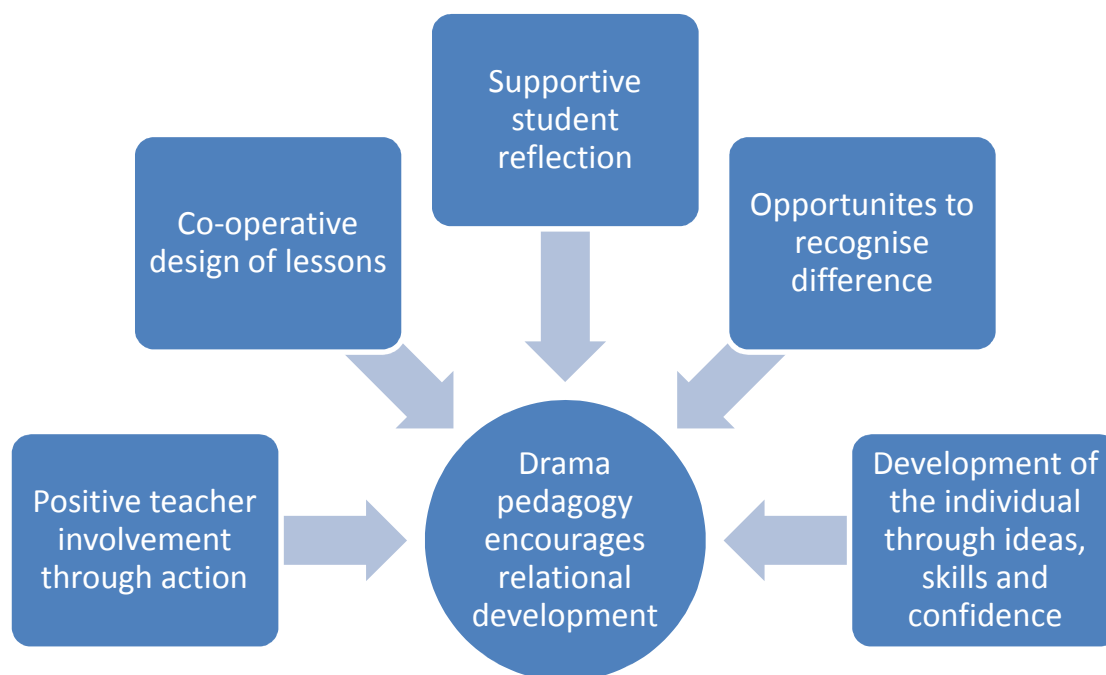 Supportive
student
reflection
Co-operative
design of lessons
Opportunites to
recognise
difference
Positive teacher
involvement
through action
Drama
pedagogy
encourages
relational
development
Development of
the individual
through ideas,
skills and
confidence